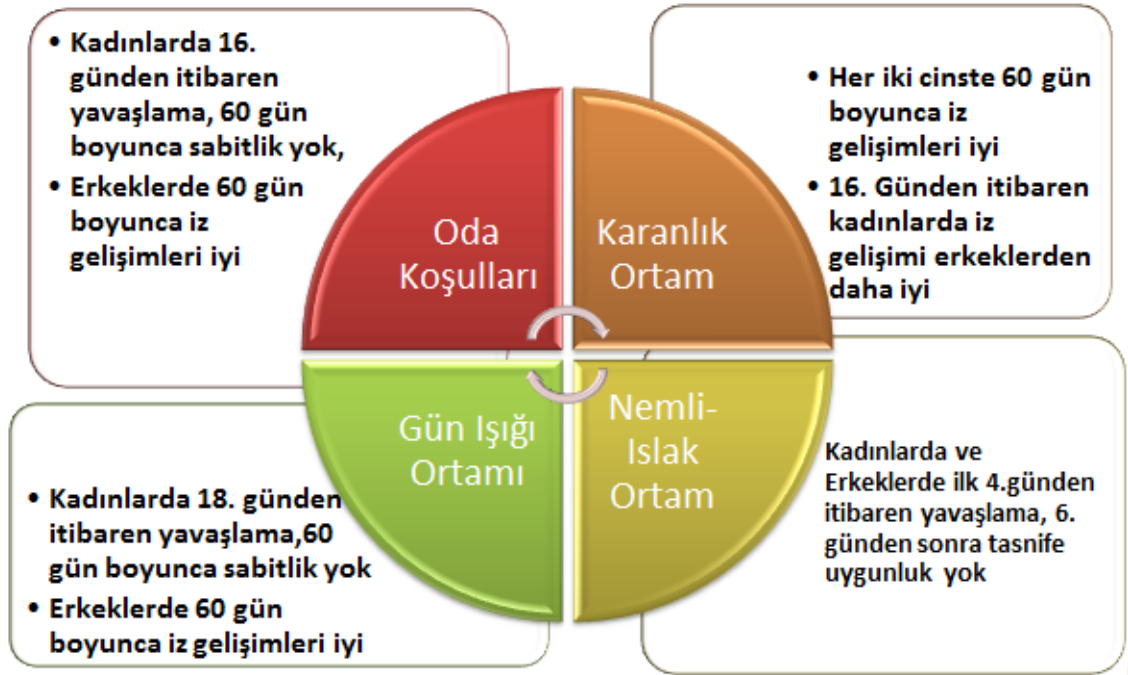 • Kadınlarda 16.
günden itibaren
yavaşlama, 60 gün
boyunca sabitlik yok,
• Erkeklerde 60 gün
boyunca iz
gelişimleri iyi
Oda
Koşulları
Karanlık
Ortam
• Her iki cinste 60 gün
boyunca iz
gelişimleri iyi
• 16. Günden itibaren
kadınlarda iz
gelişimi erkeklerden
daha iyi
• Kadınlarda 18. günden
itibaren yavaşlama,60
gün boyunca sabitlik yok
• Erkeklerde 60 gün
boyunca iz gelişimleri iyi
Gün Işığı
Ortamı
Nemli-
Islak
Ortam
Kadınlarda ve
Erkeklerde ilk 4.günden
itibaren yavaşlama, 6.
günden sonra tasnife
uygunluk yok